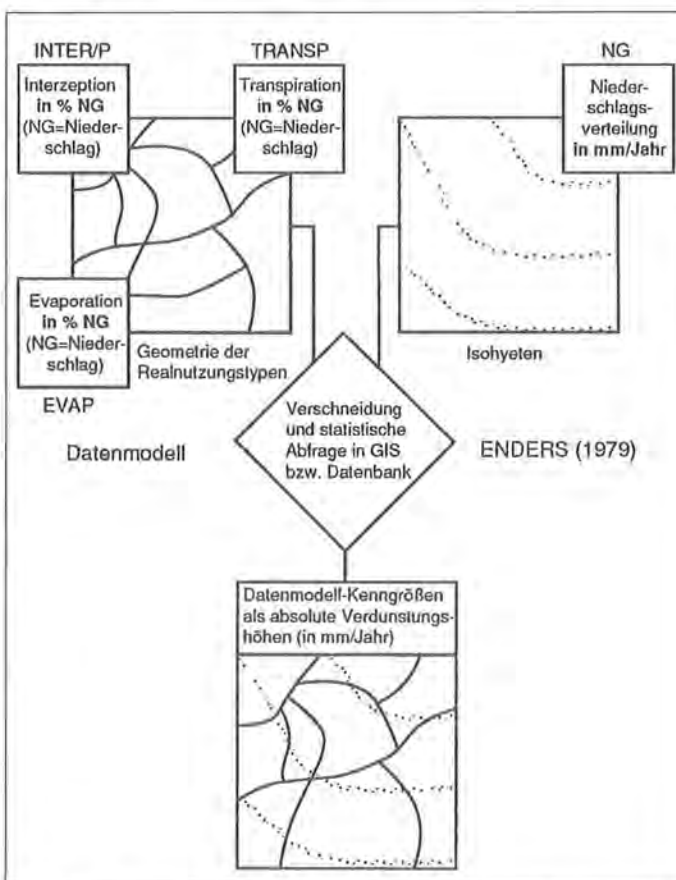 INTER/P
TRANSP
NG
Interzeption
in % NG
(NG=Nieder-
schlag)
Transpiration
in % NG
(NG=Nieder-
schlag)
Nieder-
schlags-
verteilung
in mm/Jahr
Evaporation
in % NG
(NG=Nieder-
schlag)
EVAP
Geometrie der
Realnutzungstypen
Isohyeten
Datenmodell
Verschneidung
und statistische
Abfrage in GIS
bzw. Datenbank
ENDERS (1979)
Datenmodell-Kenngrößen
als absolute Verdunstungs-
höhen (in mm/Jahr)